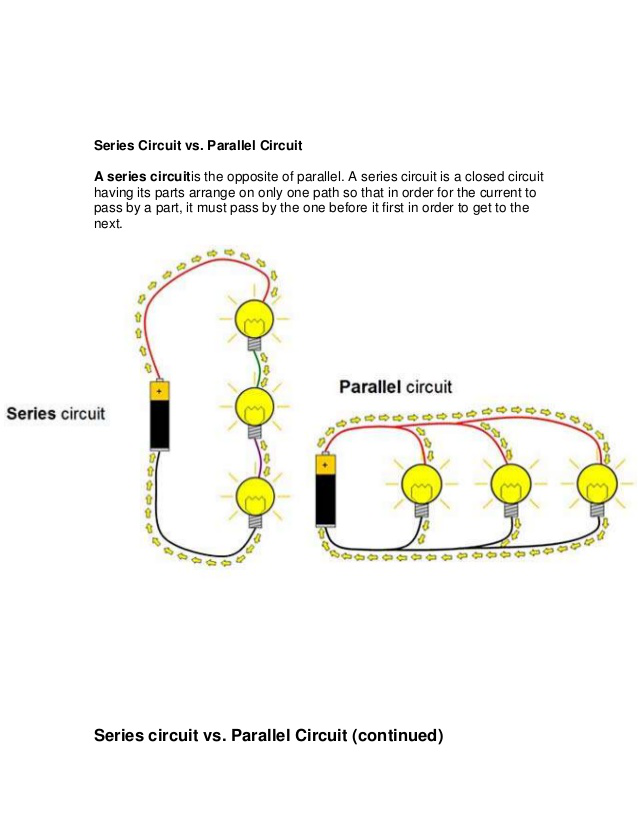 Series Circuit vs. Parallel Circuit
A series circuitis the opposite of parallel. A series circuit is a closed circuit
having its parts arrange on only one path so that in order for the current to
pass by a part, it must pass by the one before it first in order to get to the
next.
Series circuit
Parallel circuit
+
+
Series circuit vs. Parallel Circuit (continued)